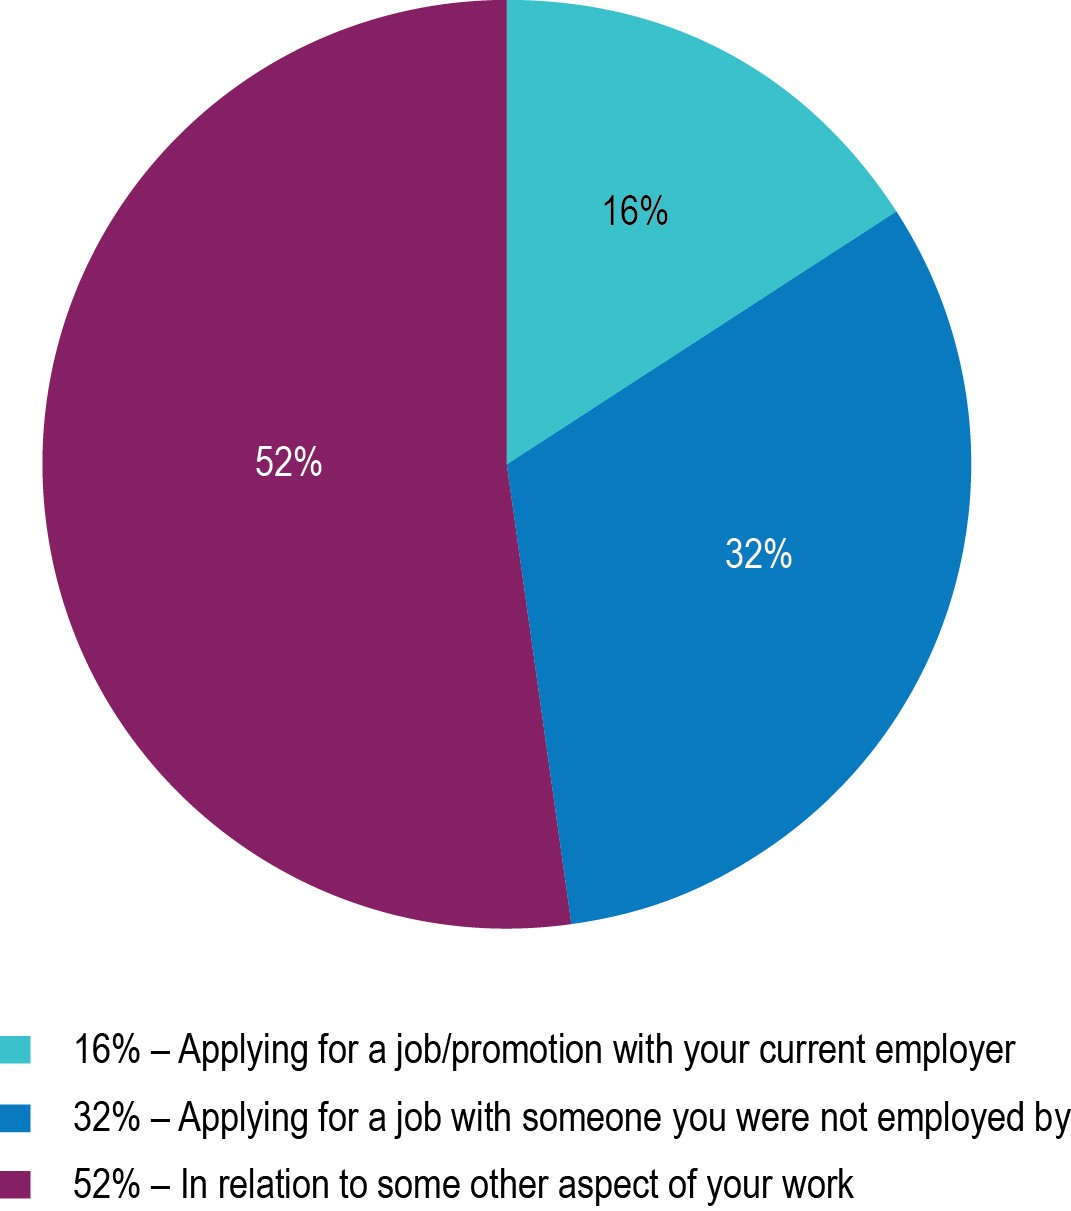 16%
52%
32%
16% – Applying for a job/promotion with your current employer
32% – Applying for a job with someone you were not employed by
52% – In relation to some other aspect of your work